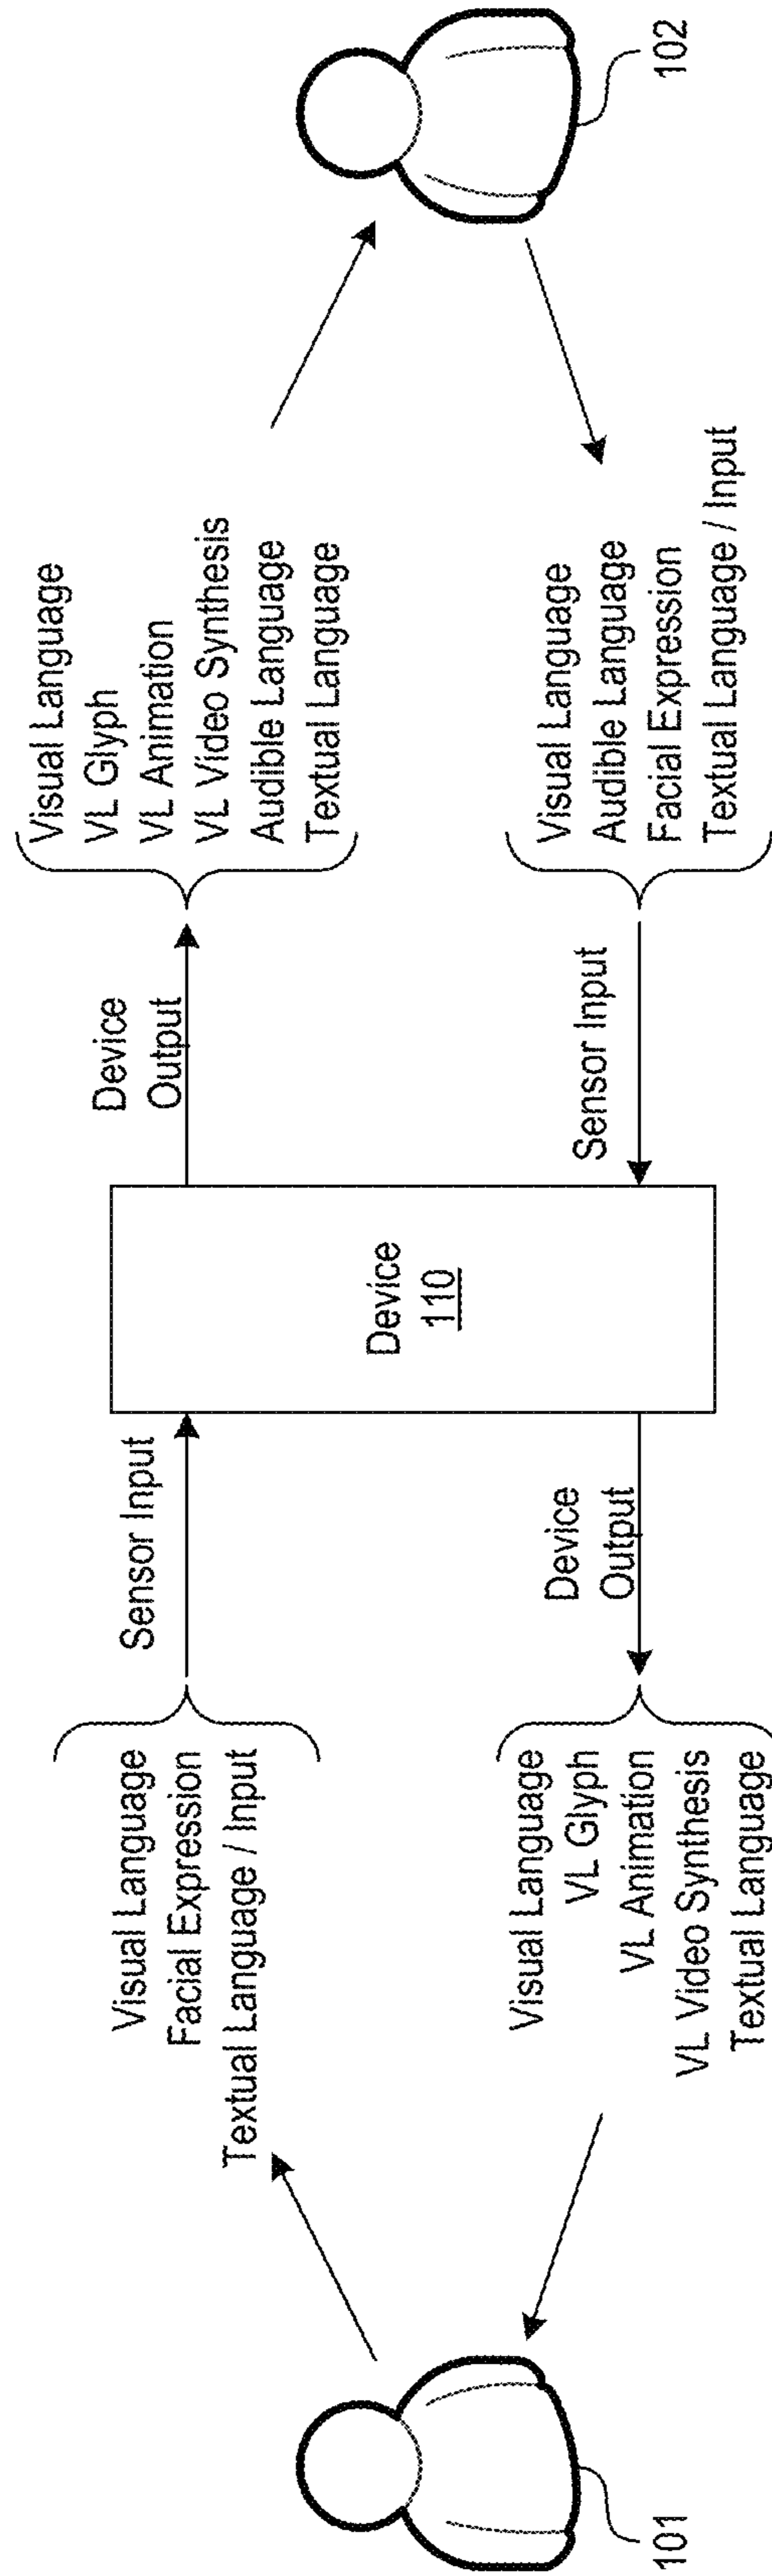 Visual Language
Facial Expression
Textual Language / Input
Sensor Input
Device
Output
Visual Language
VL Glyph
VL Animation
VL Video Synthesis
Audible Language
Textual Language
Device
110
Visual Language
VL Glyph
VL Animation
VL Video Synthesis
Textual Language
Device
Output
Sensor Input
Visual Language
Audible Language
Facial Expression
Textual Language / Input
101
102